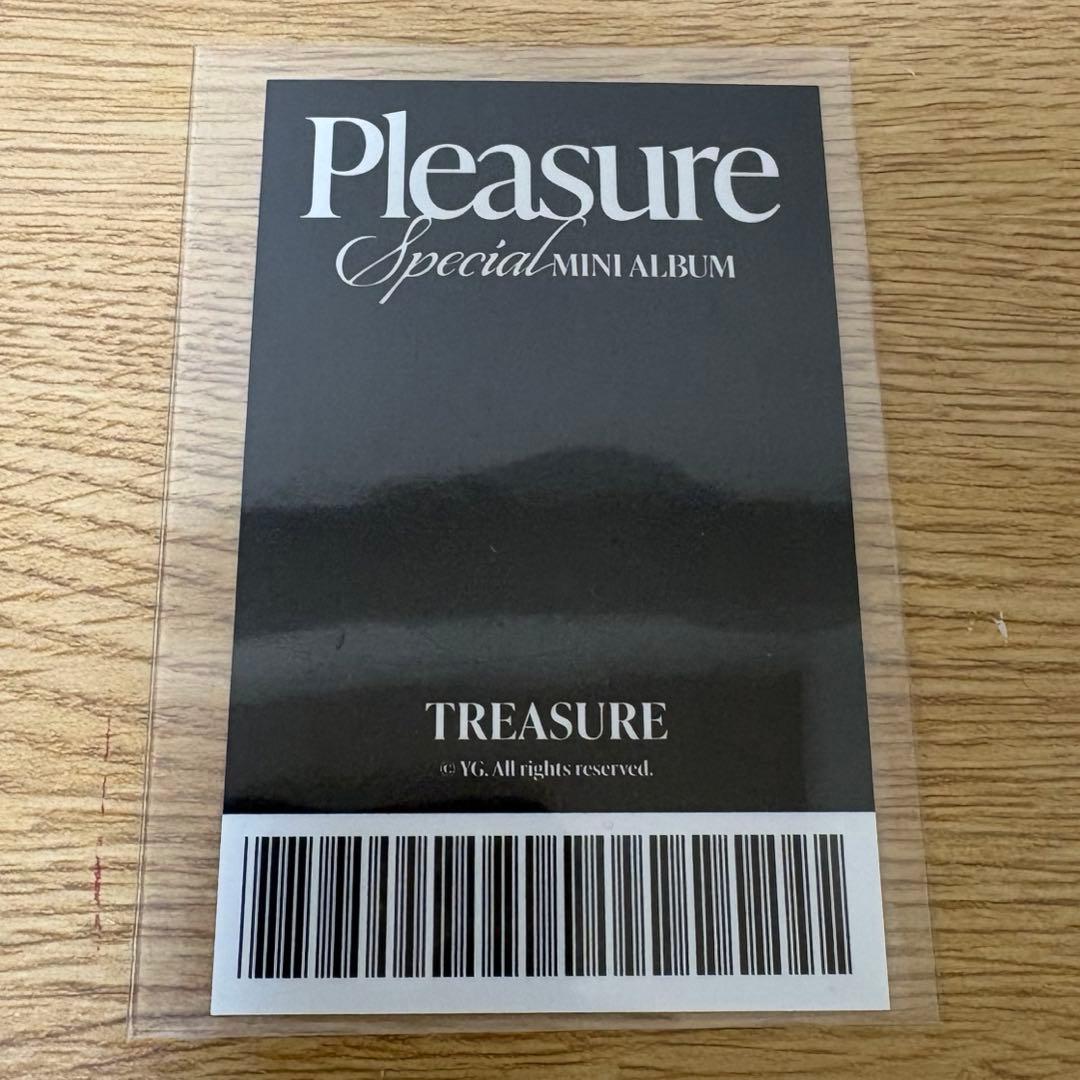 Pleasure
Special MINI ALBUM
TREASURE
© YG. All rights reserved.